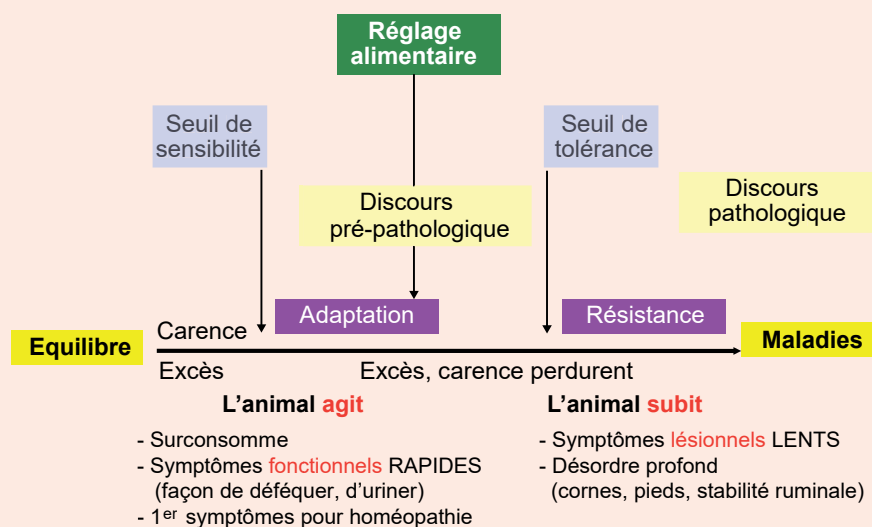 Réglage
alimentaire
Seuil de
sensibilité
Seuil de
tolérance
Discours
pré-pathologique
Discours
pathologique
Adaptation
Résistance
Equilibre
Carence
Maladies
Excès
Excès, carence perdurent
L'animal agit
- Surconsomme
- Symptômes fonctionnels RAPIDES
(façon de déféquer, d'uriner)
- 1er symptômes pour homéopathie
L'animal subit
- Symptômes lésionnels LENTS
- Désordre profond
(cornes, pieds, stabilité ruminale)